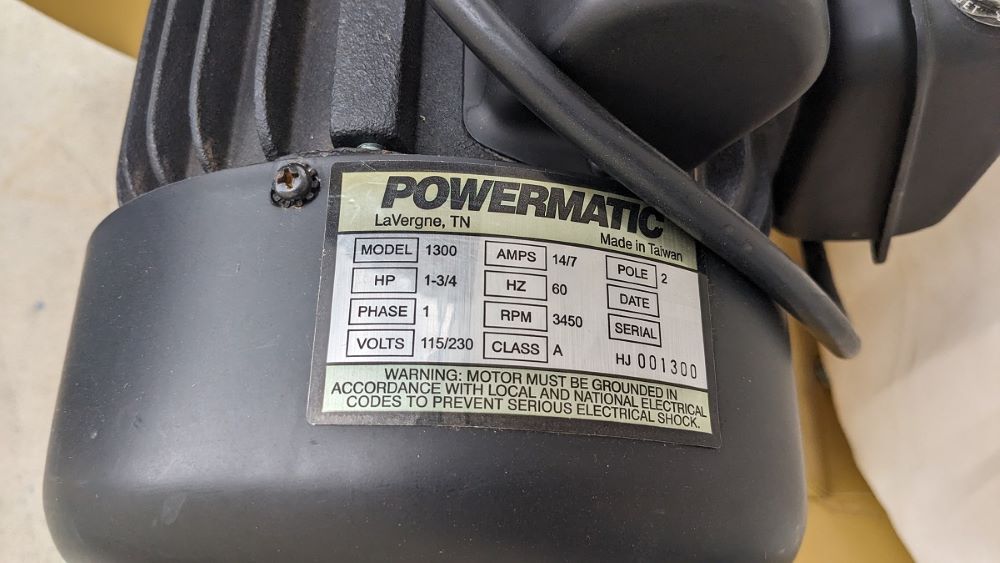 POWERMATIC
LaVergne, TN
Made in Taiwan
MODEL 1300 AMPS 14/7 POLE 2
HP 1-3/4 HZ 60 DATE
PHASE 1 RPM 3450 SERIAL
VOLTS 115/230 CLASS A HJ 001300
WARNING: MOTOR MUST BE GROUNDED IN
ACCORDANCE WITH LOCAL AND NATIONAL ELECTRICAL
CODES TO PREVENT SERIOUS ELECTRICAL SHOCK.